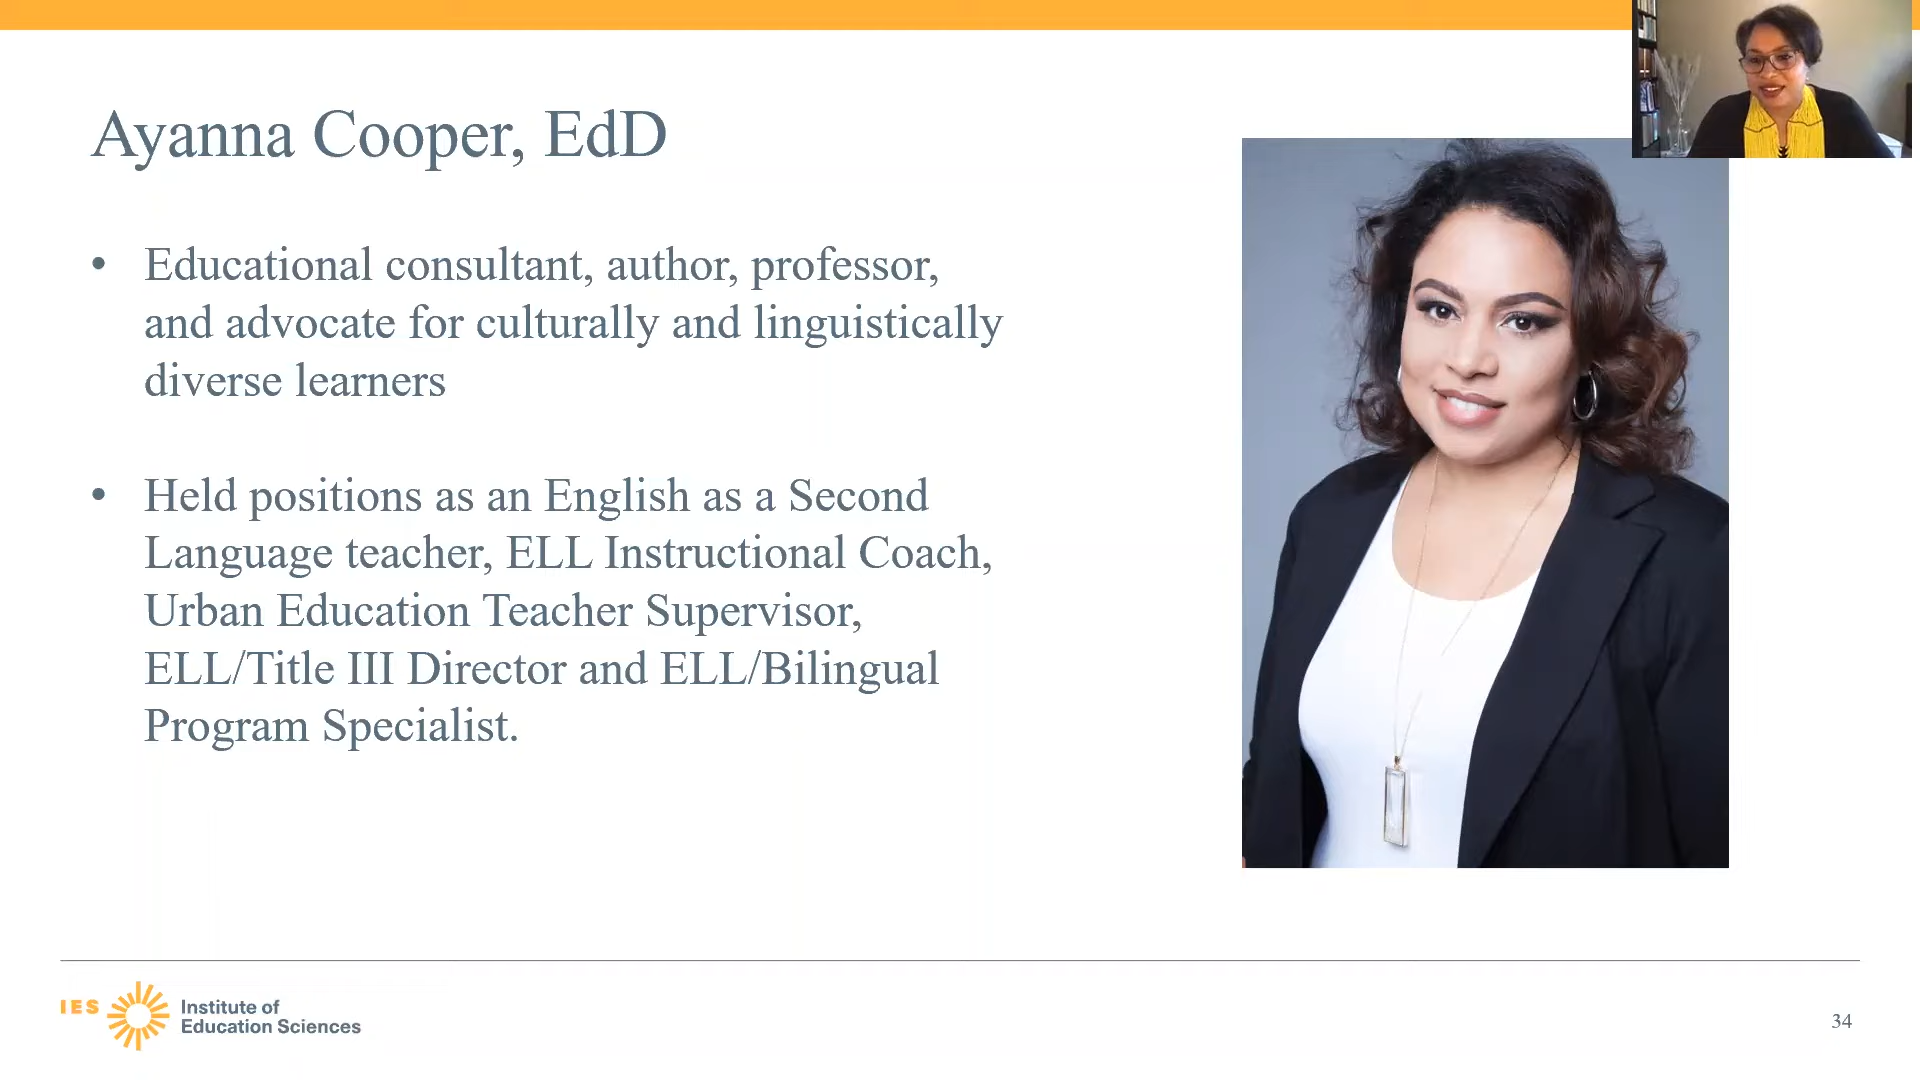 Ayanna Cooper, EdD
• Educational consultant, author, professor,
and advocate for culturally and linguistically
diverse learners
• Held positions as an English as a Second
Language teacher, ELL Instructional Coach,
Urban Education Teacher Supervisor,
ELL/Title III Director and ELL/Bilingual
Program Specialist.
IES
Institute of
Education Sciences
34